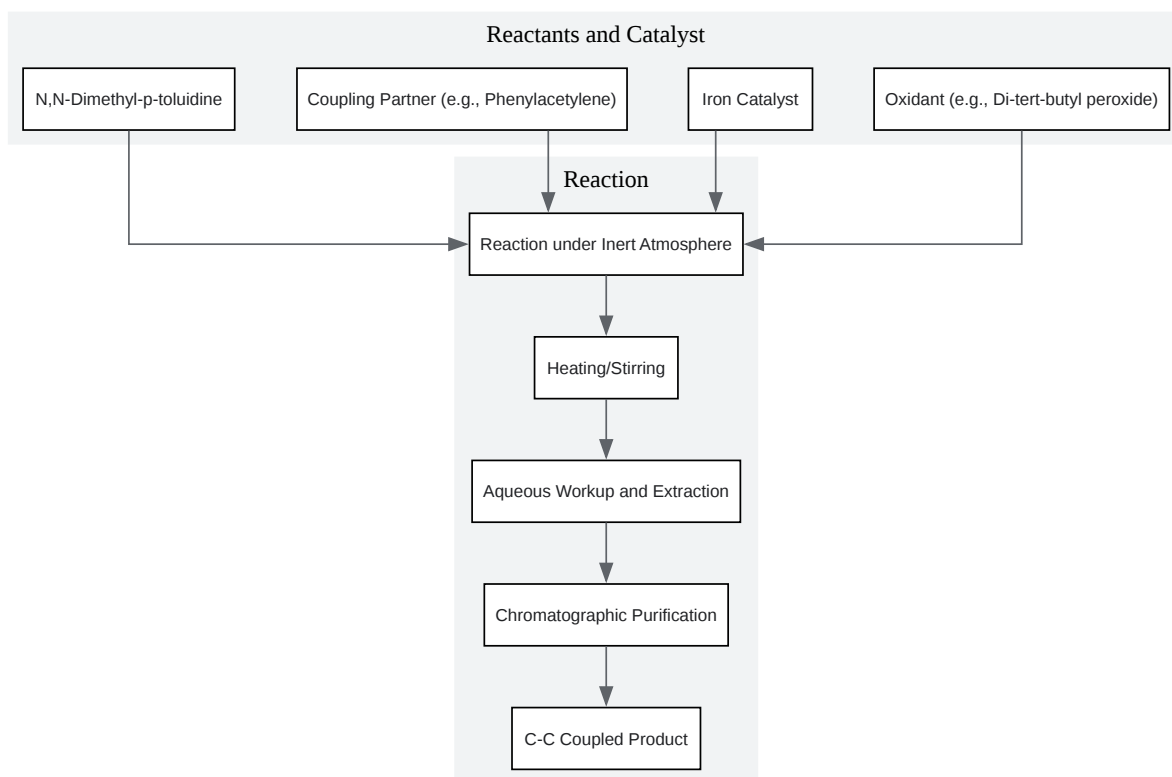 Reactants and Catalyst
N,N-Dimethyl-p-toluidine
Coupling Partner (e.g., Phenylacetylene)
Iron Catalyst
Oxidant (e.g., Di-tert-butyl peroxide)
Reaction
Reaction under Inert Atmosphere
Heating/Stirring
Aqueous Workup and Extraction
Chromatographic Purification
C-C Coupled Product